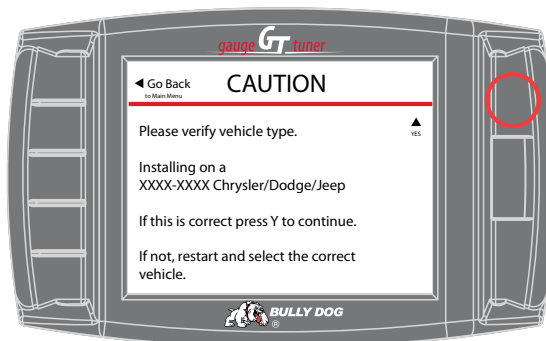 gauge GT tuner
◄ Go Back
to Main Menu
CAUTION
Please verify vehicle type.
▲
YES
Installing on a
XXXX-XXXX Chrysler/Dodge/Jeep
If this is correct press Y to continue.
If not, restart and select the correct
vehicle.
BULLY DOG
®